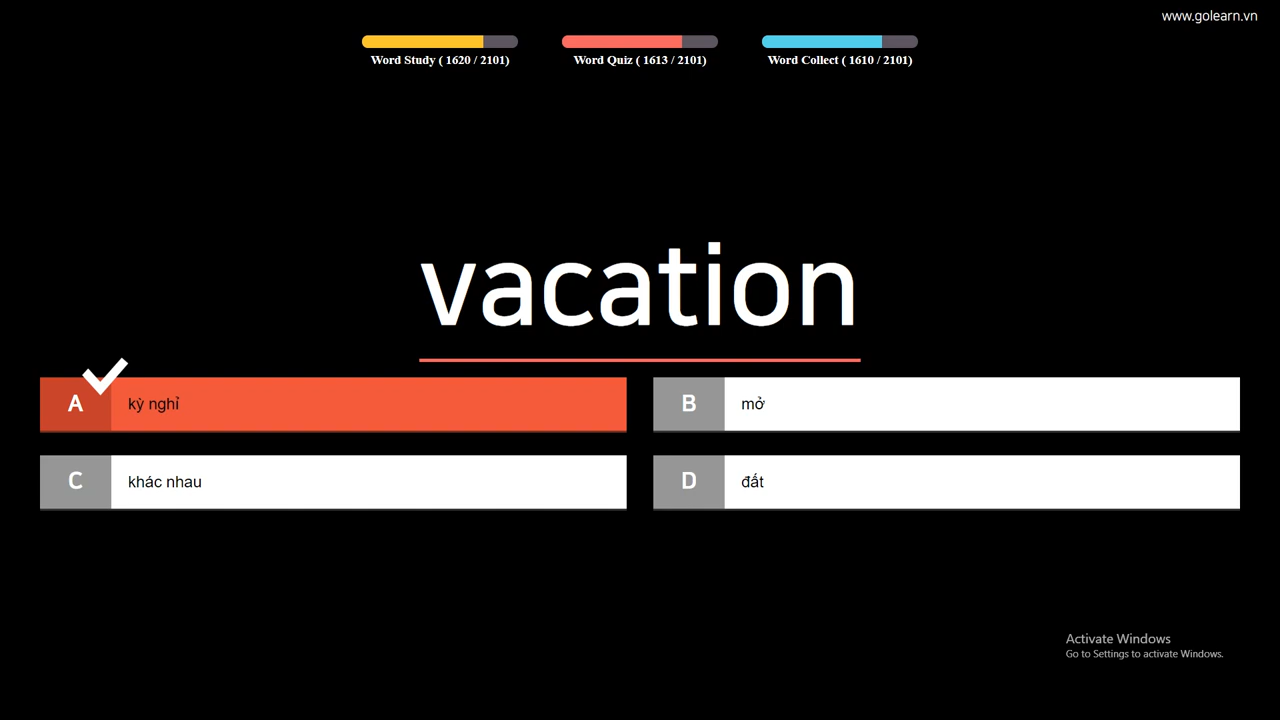 www.golearn.vn
Word Study ( 1620 / 2101) Word Quiz ( 1613 / 2101) Word Collect ( 1610 / 2101)
vacation
A kỳ nghỉ B mở
C khác nhau D đất
Activate Windows
Go to Settings to activate Windows.